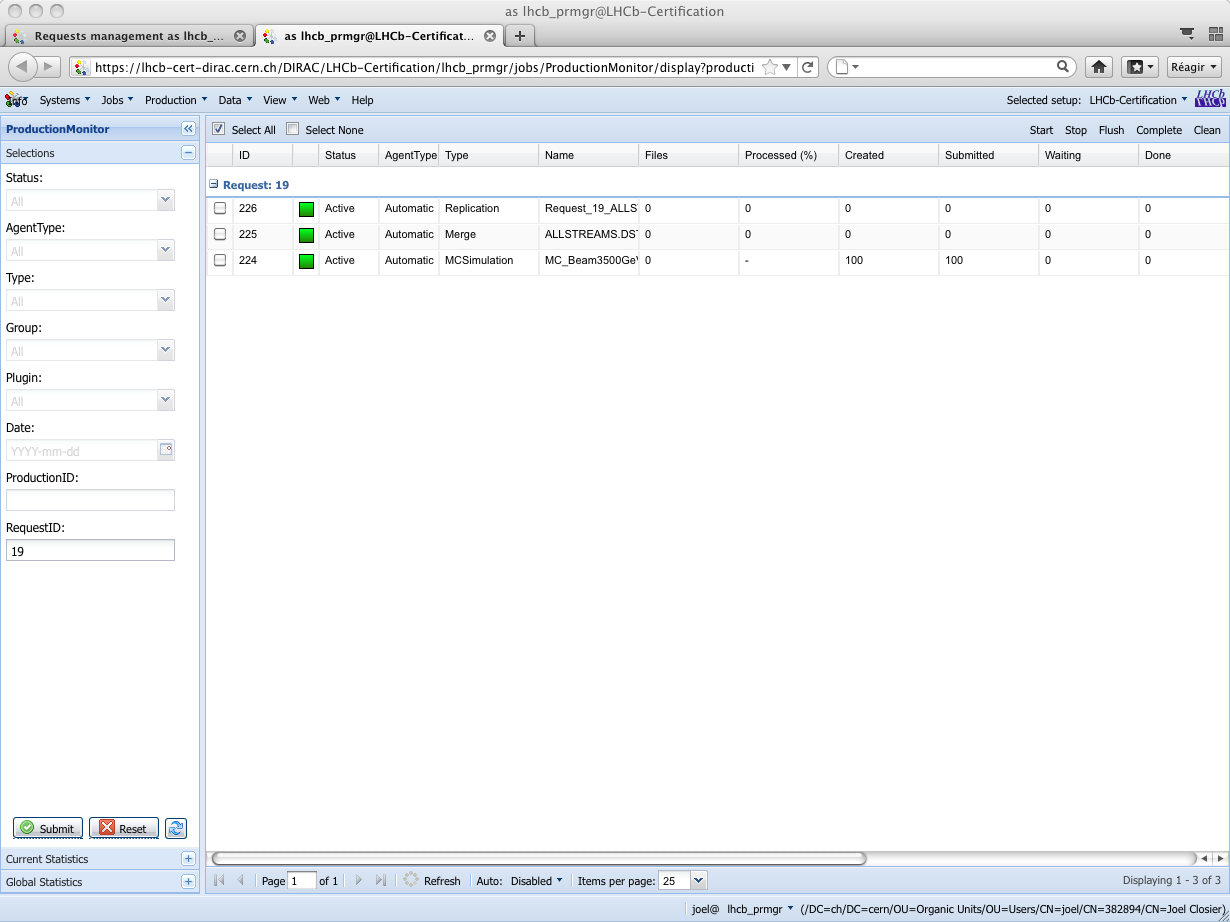 as lhcb_prmgr@LHCb-Certification
Requests management as lhcb_... as lhcb_prmgr@LHCb-Certificat...
https://lhcb-cert-dirac.cern.ch/DIRAC/LHCb-Certification/lhcb_prmgr/jobs/ProductionMonitor/display?producti Réagir
Systems Jobs Production Data View Web Help Selected setup: LHCb-Certification LHCb
ProductionMonitor
Selections
Status:
All
AgentType:
All
Type:
All
Group:
All
Plugin:
All
Date:
YYYY-mm-dd
ProductionID:
RequestID:
19
Submit Reset
Current Statistics
Global Statistics
Select All Select None Start Stop Flush Complete Clean
ID Status AgentType Type Name Files Processed (%) Created Submitted Waiting Done
Request: 19
226 Active Automatic Replication Request_19_ALLS 0 0 0 0 0 0
225 Active Automatic Merge ALLSTREAMS.DST 0 0 0 0 0 0
224 Active Automatic MCSimulation MC_Beam3500GeV 0 - 100 100 0 0
Page 1 of 1 Refresh Auto: Disabled Items per page: 25 Displaying 1 - 3 of 3
joel@ lhcb_prmgr (/DC=ch/DC=cern/OU=Organic Units/OU=Users/CN=joel/CN=382894/CN=Joel Closier)